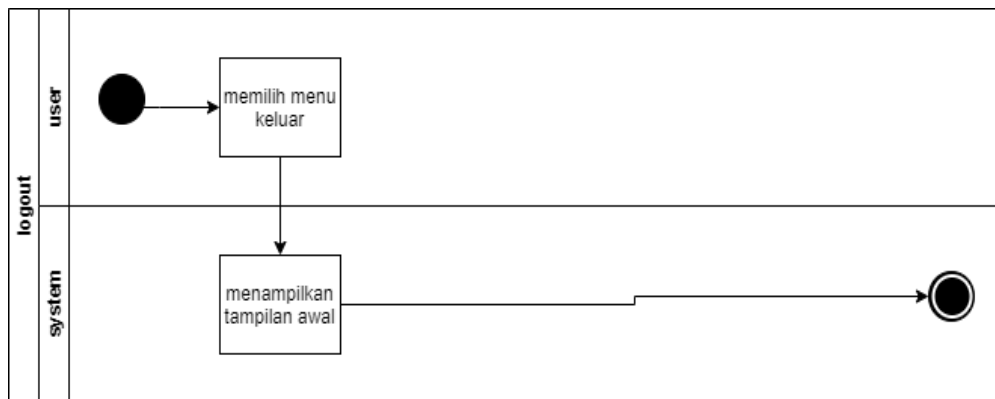 logout
user
memilih menu
keluar
system
menampilkan
tampilan awal